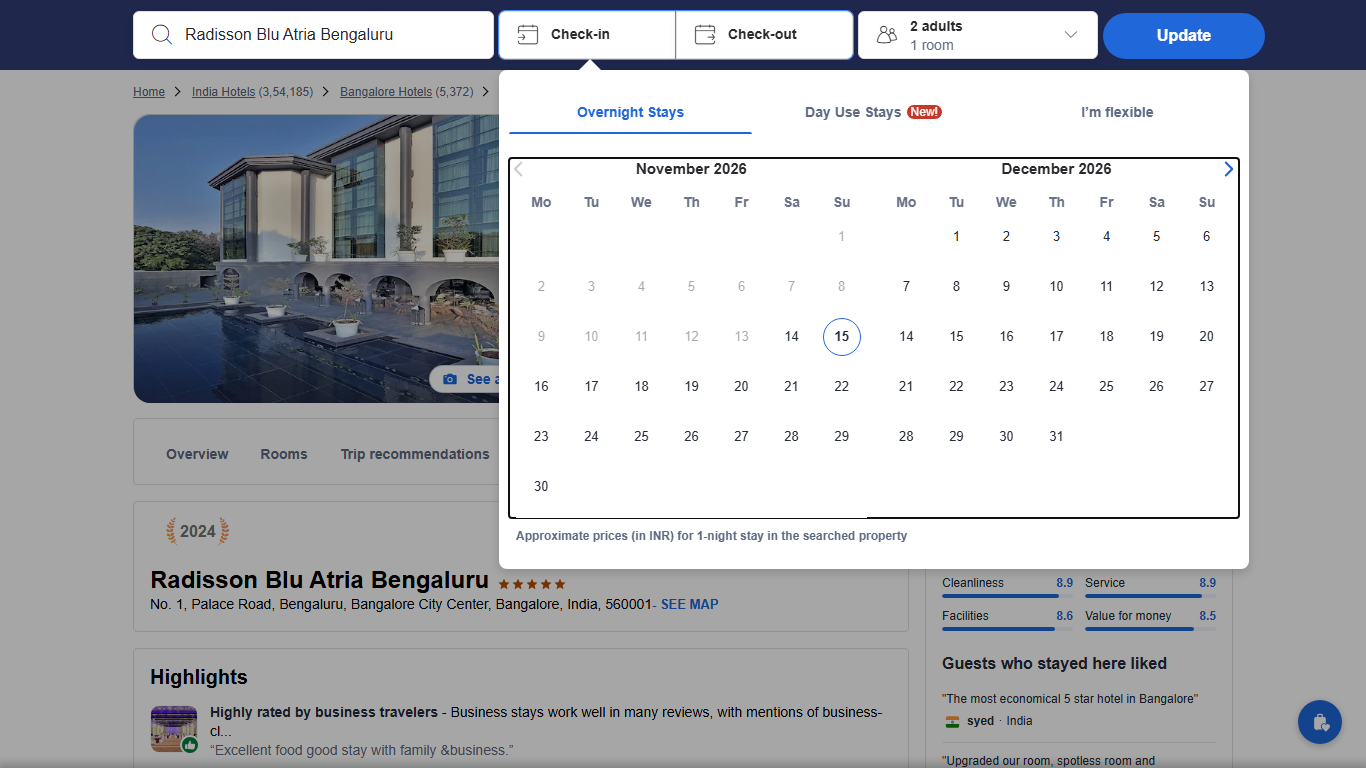 Radisson Blu Atria Bengaluru
Check-in
Check-out
2 adults
1 room
Update
Home
India Hotels (3,54,185)
Bangalore Hotels (5,372)
Overnight Stays
Day Use Stays New!
I'm flexible
November 2026
Mo Tu We Th Fr Sa Su
1
2 3 4 5 6 7 8
9 10 11 12 13 14 15
16 17 18 19 20 21 22
23 24 25 26 27 28 29
30
December 2026
Mo Tu We Th Fr Sa Su
1 2 3 4 5 6
7 8 9 10 11 12 13
14 15 16 17 18 19 20
21 22 23 24 25 26 27
28 29 30 31
Approximate prices (in INR) for 1-night stay in the searched property
See a
Overview
Rooms
Trip recommendations
2024
Radisson Blu Atria Bengaluru
No. 1, Palace Road, Bengaluru, Bangalore City Center, Bangalore, India, 560001- SEE MAP
Highlights
Highly rated by business travelers - Business stays work well in many reviews, with mentions of business-
cl...
“Excellent food good stay with family &business.”
Cleanliness 8.9
Service 8.9
Facilities 8.6
Value for money 8.5
Guests who stayed here liked
"The most economical 5 star hotel in Bangalore"
syed · India
"Upgraded our room, spotless room and